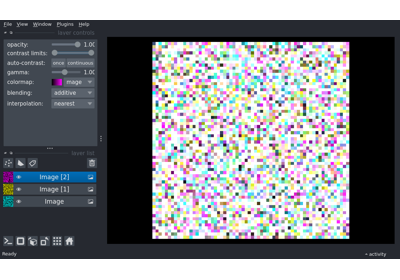 File View Window Plugins Help
layer controls
opacity: 1.00
contrast limits:
auto-contrast: once continuous
gamma: 1.00
colormap: magenta
blending: additive
interpolation: nearest
layer list
Image [2]
Image [1]
Image
Ready
activity